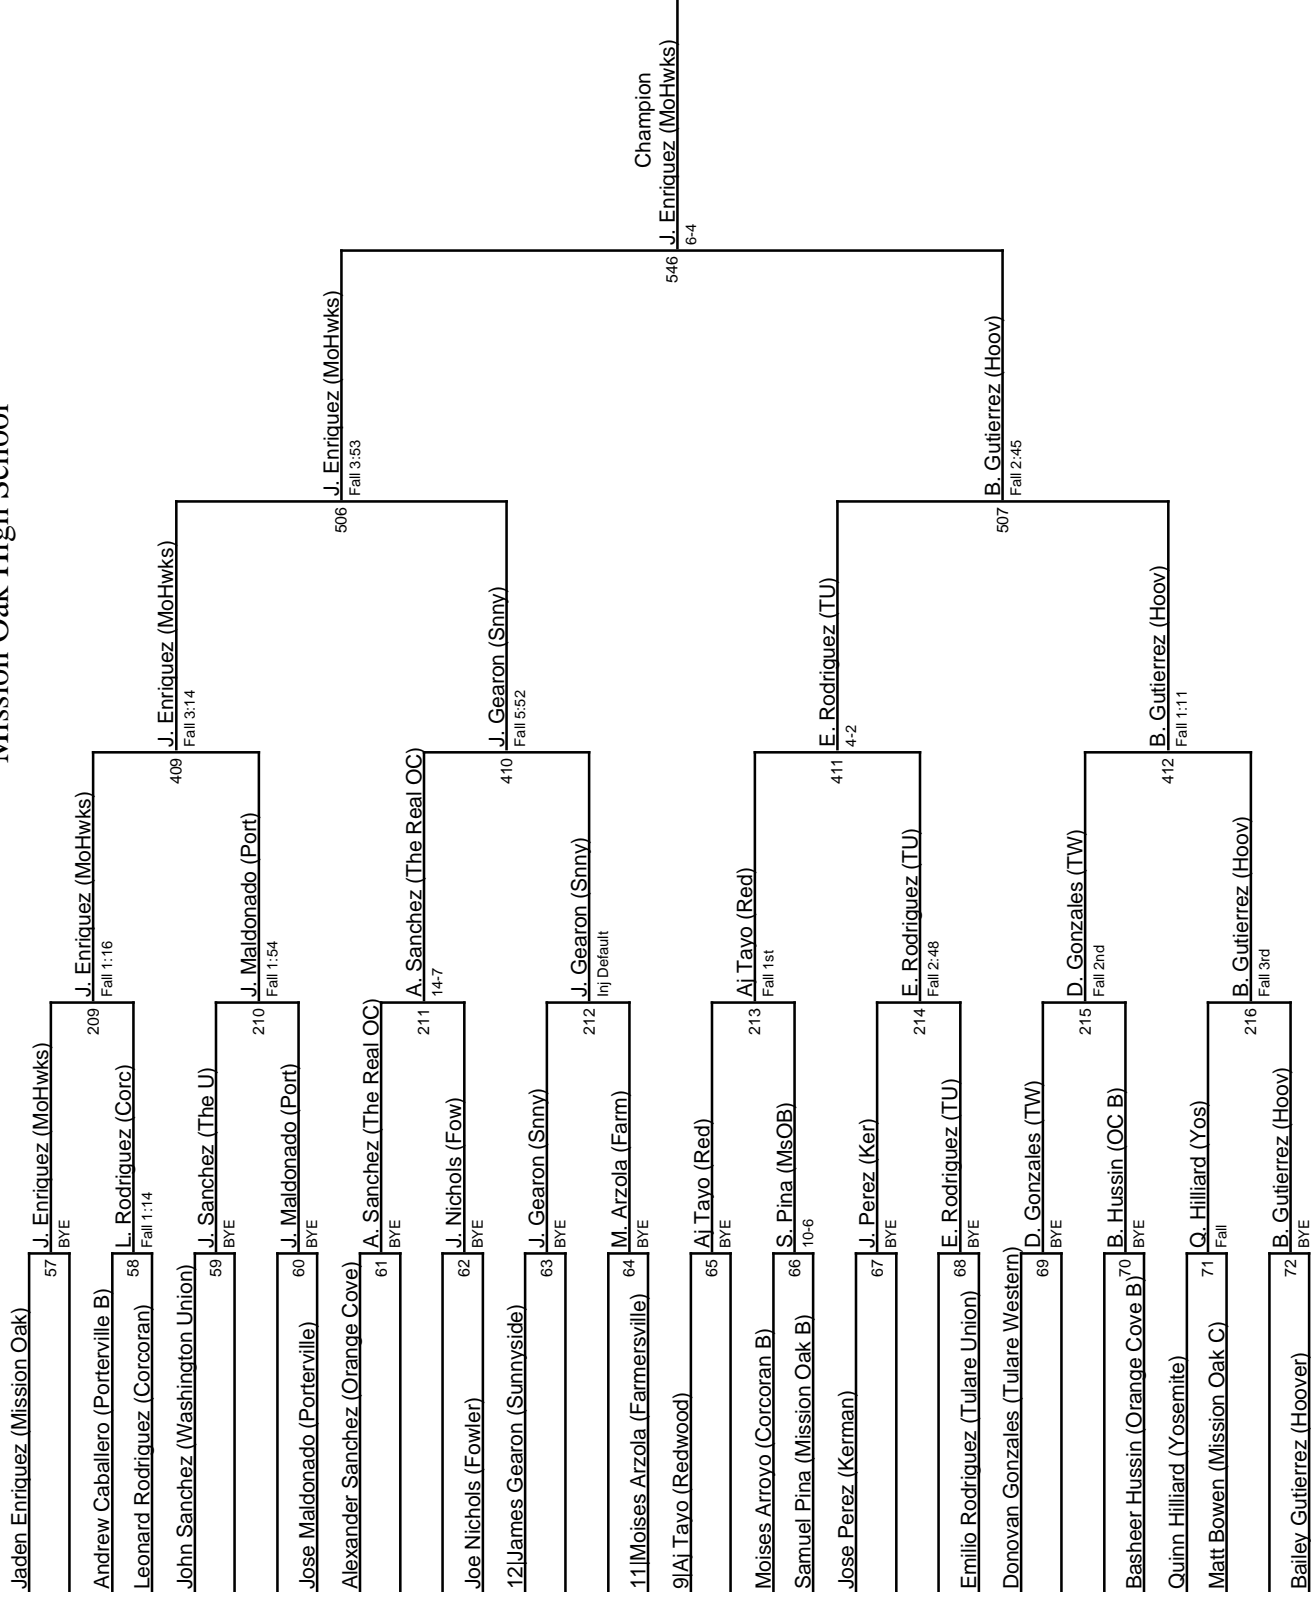 Mission Oak High School
Jaden Enriquez (Mission Oak)
Andrew Caballero (Porterville B)
Leonard Rodriguez (Corcoran)
John Sanchez (Washington Union)
Jose Maldonado (Porterville)
Alexander Sanchez (Orange Cove)
Joe Nichols (Fowler)
12|James Gearon (Sunnyside)
11|Moises Arzola (Farmersville)
9|Aj Tayo (Redwood)
Moises Arroyo (Corcoran B)
Samuel Pina (Mission Oak B)
Jose Perez (Kerman)
Emilio Rodriguez (Tulare Union)
Donovan Gonzales (Tulare Western)
Basheer Hussin (Orange Cove B)
Quinn Hilliard (Yosemite)
Matt Bowen (Mission Oak C)
Bailey Gutierrez (Hoover)
57
J. Enriquez (MoHwks)
BYE
58
L. Rodriguez (Corc)
Fall 1:14
59
J. Sanchez (The U)
BYE
60
J. Maldonado (Port)
BYE
61
A. Sanchez (The Real OC)
BYE
62
J. Nichols (Fow)
BYE
63
J. Gearon (Snny)
BYE
64
M. Arzola (Farm)
BYE
65
Aj Tayo (Red)
BYE
66
S. Pina (MsOB)
10-6
67
J. Perez (Ker)
BYE
68
E. Rodriguez (TU)
BYE
69
D. Gonzales (TW)
BYE
70
B. Hussin (OC B)
BYE
71
Q. Hilliard (Yos)
Fall
72
B. Gutierrez (Hoov)
BYE
209
J. Enriquez (MoHwks)
Fall 1:16
210
J. Maldonado (Port)
Fall 1:54
211
A. Sanchez (The Real OC)
14-7
212
J. Gearon (Snny)
Inj Default
213
Aj Tayo (Red)
Fall 1st
214
E. Rodriguez (TU)
Fall 2:48
215
D. Gonzales (TW)
Fall 2nd
216
B. Gutierrez (Hoov)
Fall 3rd
409
J. Enriquez (MoHwks)
Fall 3:14
410
J. Gearon (Snny)
Fall 5:52
411
E. Rodriguez (TU)
4-2
412
B. Gutierrez (Hoov)
Fall 1:11
506
J. Enriquez (MoHwks)
Fall 3:53
507
B. Gutierrez (Hoov)
Fall 2:45
546
Champion
J. Enriquez (MoHwks)
6-4